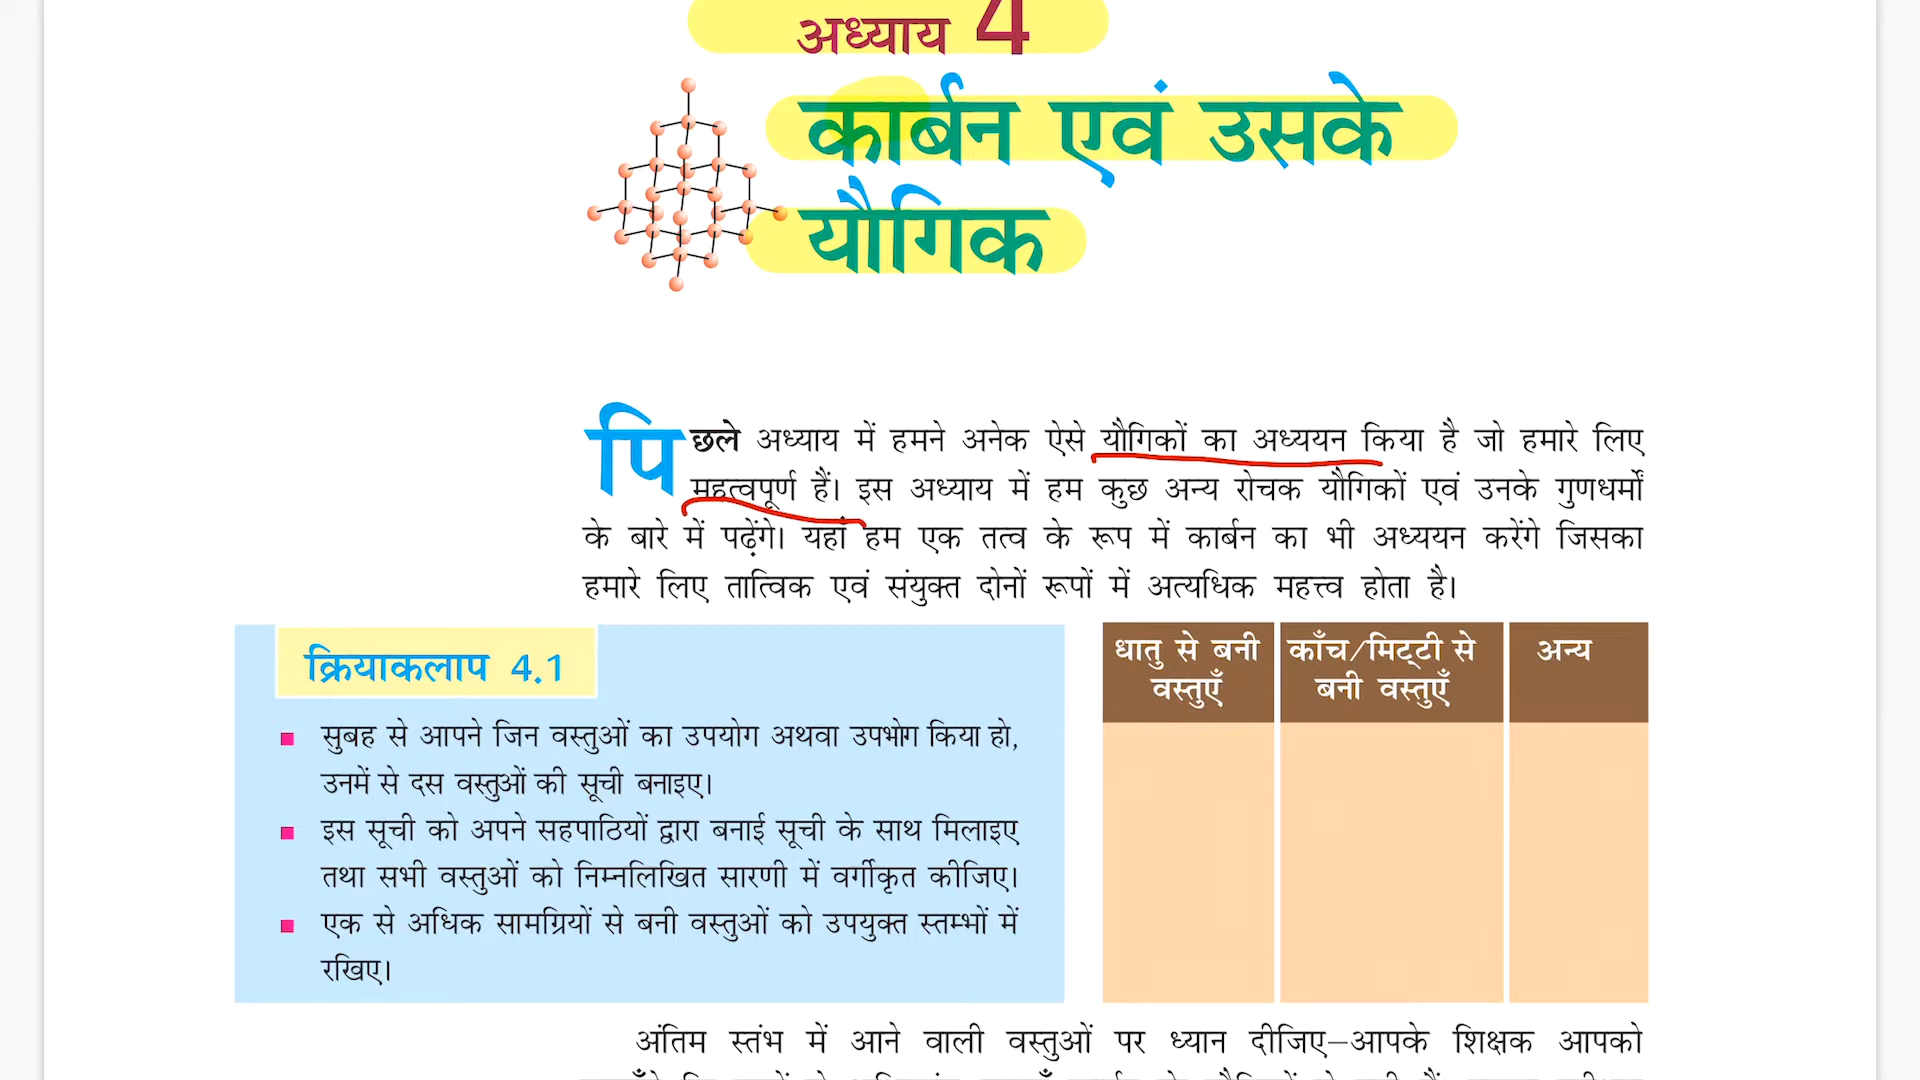 अध्याय 4
कार्बन एवं उसके
यौगिक
पिछले अध्याय में हमने अनेक ऐसे यौगिकों का अध्ययन किया है जो हमारे लिए
महत्वपूर्ण हैं। इस अध्याय में हम कुछ अन्य रोचक यौगिकों एवं उनके गुणधर्मों
के बारे में पढ़ेंगे। यहां हम एक तत्व के रूप में कार्बन का भी अध्ययन करेंगे जिसका
हमारे लिए तात्विक एवं संयुक्त दोनों रूपों में अत्यधिक महत्त्व होता है।
क्रियाकलाप 4.1
▪ सुबह से आपने जिन वस्तुओं का उपयोग अथवा उपभोग किया हो,
उनमें से दस वस्तुओं की सूची बनाइए।
▪ इस सूची को अपने सहपाठियों द्वारा बनाई सूची के साथ मिलाइए
तथा सभी वस्तुओं को निम्नलिखित सारणी में वर्गीकृत कीजिए।
▪ एक से अधिक सामग्रियों से बनी वस्तुओं को उपयुक्त स्तम्भों में
रखिए।
धातु से बनी
वस्तुएँ
काँच/मिट्टी से
बनी वस्तुएँ
अन्य
अंतिम स्तंभ में आने वाली वस्तुओं पर ध्यान दीजिए–आपके शिक्षक आपको